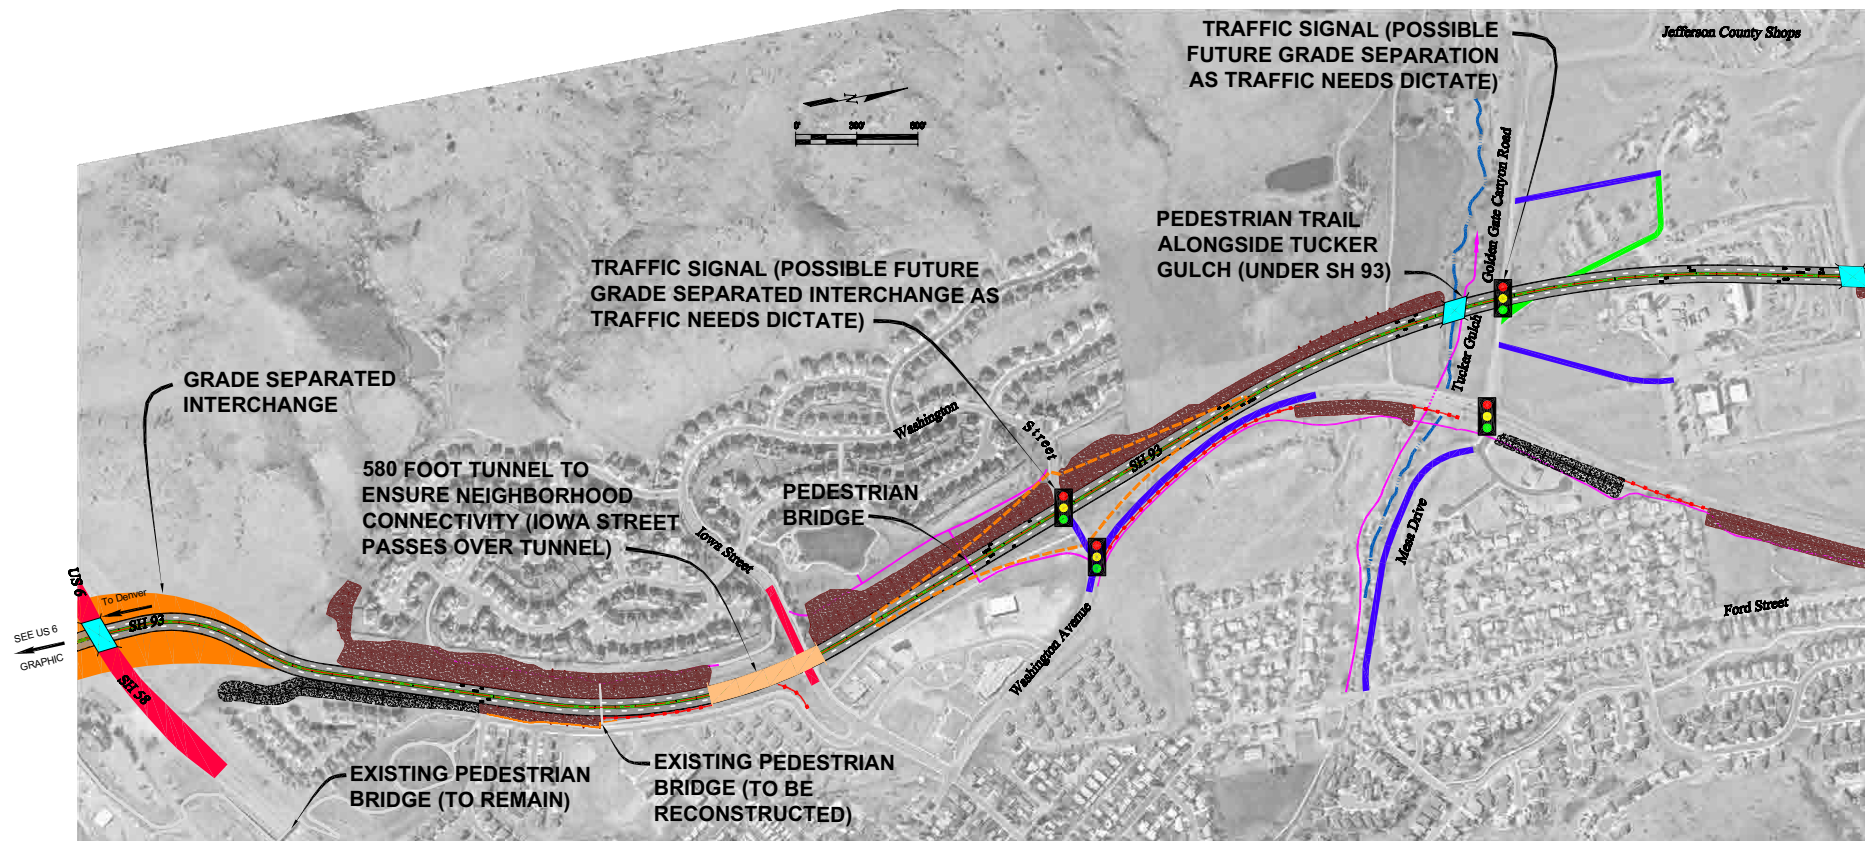 TRAFFIC SIGNAL (POSSIBLE
FUTURE GRADE SEPARATION
AS TRAFFIC NEEDS DICTATE)
Jefferson County Shops
N
0'
300'
600'
Golden Gate Canyon Road
PEDESTRIAN TRAIL
ALONGSIDE TUCKER
GULCH (UNDER SH 93)
TRAFFIC SIGNAL (POSSIBLE FUTURE
GRADE SEPARATED INTERCHANGE AS
TRAFFIC NEEDS DICTATE)
Tucker Gulch
GRADE SEPARATED
INTERCHANGE
Washington
Street
SH 93
580 FOOT TUNNEL TO
ENSURE NEIGHBORHOOD
CONNECTIVITY (IOWA STREET
PASSES OVER TUNNEL)
PEDESTRIAN
BRIDGE
Iowa Street
Mesa Drive
US 6
To Denver
SH 93
SEE US 6
GRAPHIC
SH 58
Washington Avenue
Ford Street
EXISTING PEDESTRIAN
BRIDGE (TO REMAIN)
EXISTING PEDESTRIAN
BRIDGE (TO BE
RECONSTRUCTED)